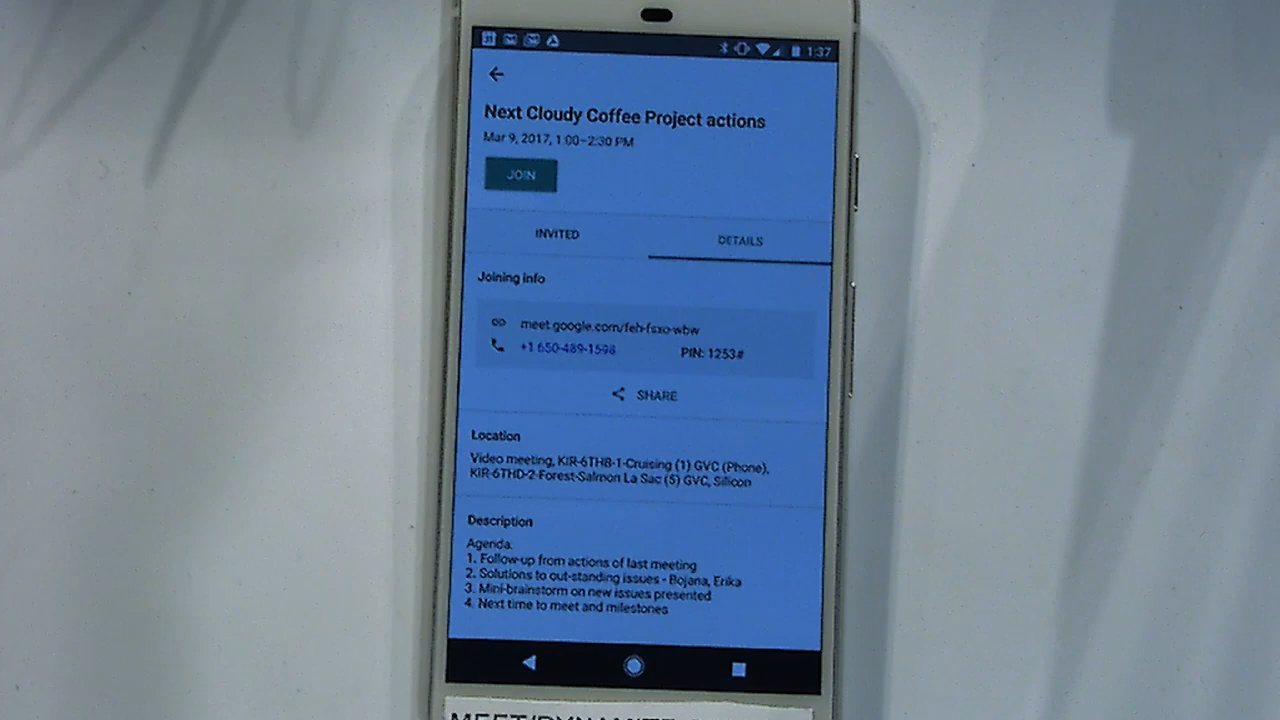 31 1:37
Next Cloudy Coffee Project actions
Mar 9, 2017, 1:00–2:30 PM
JOIN
INVITED DETAILS
Joining info
meet.google.com/feh-fsxo-wbw
+1 650-489-1598 PIN: 1253#
SHARE
Location
Video meeting, KIR-6THB-1-Cruising (1) GVC (Phone),
KIR-6THD-2-Forest-Salmon La Sac (5) GVC, Silicon
Description
Agenda:
1. Follow-up from actions of last meeting
2. Solutions to out-standing issues - Bojana, Erika
3. Mini-brainstorm on new issues presented
4. Next time to meet and milestones